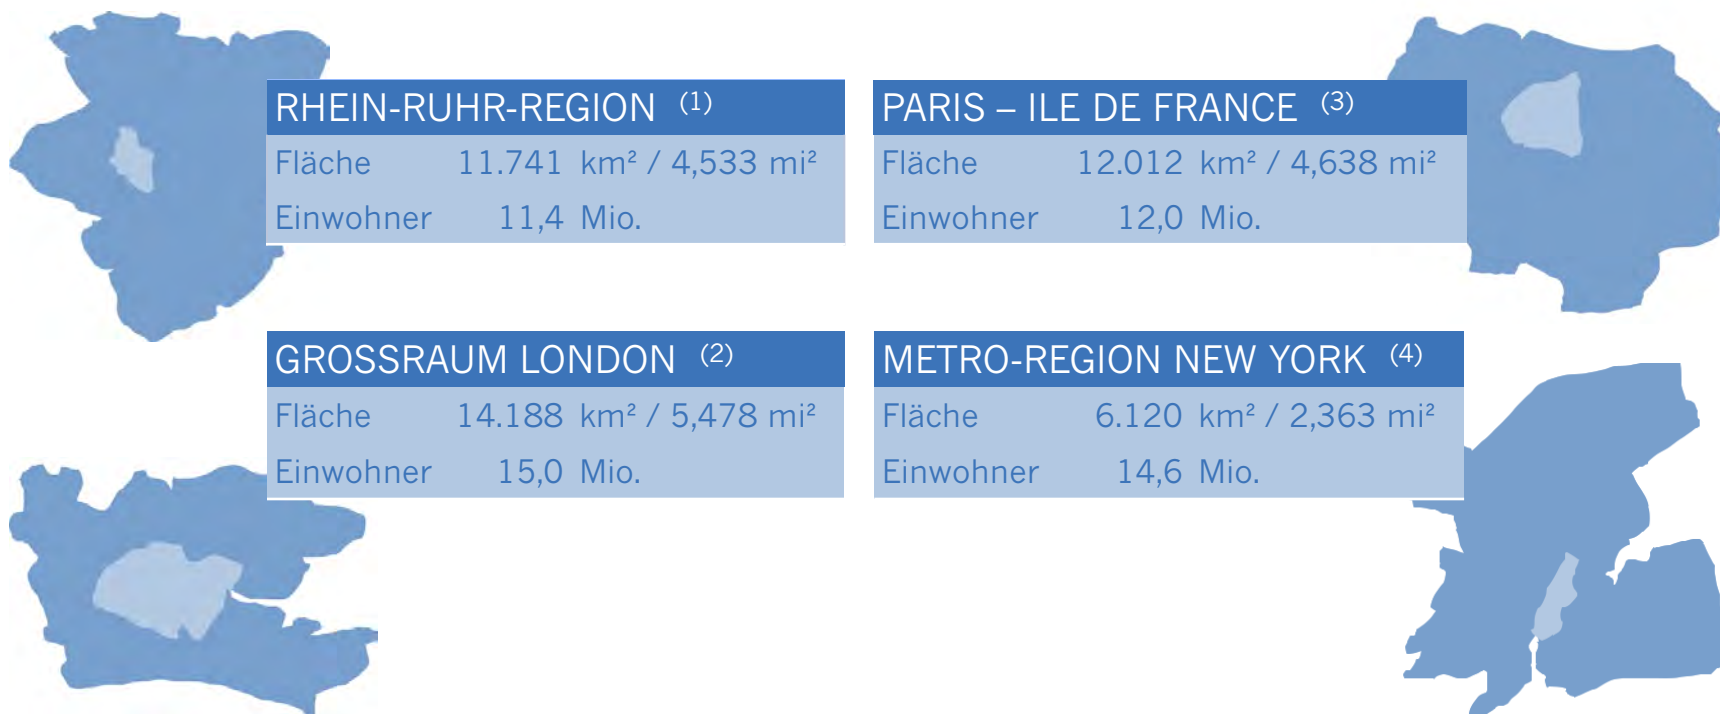 RHEIN-RUHR-REGION (1)
Fläche 11.741 km² / 4,533 mi²
Einwohner 11,4 Mio.
PARIS – ILE DE FRANCE (3)
Fläche 12.012 km² / 4,638 mi²
Einwohner 12,0 Mio.
GROSSRAUM LONDON (2)
Fläche 14.188 km² / 5,478 mi²
Einwohner 15,0 Mio.
METRO-REGION NEW YORK (4)
Fläche 6.120 km² / 2,363 mi²
Einwohner 14,6 Mio.